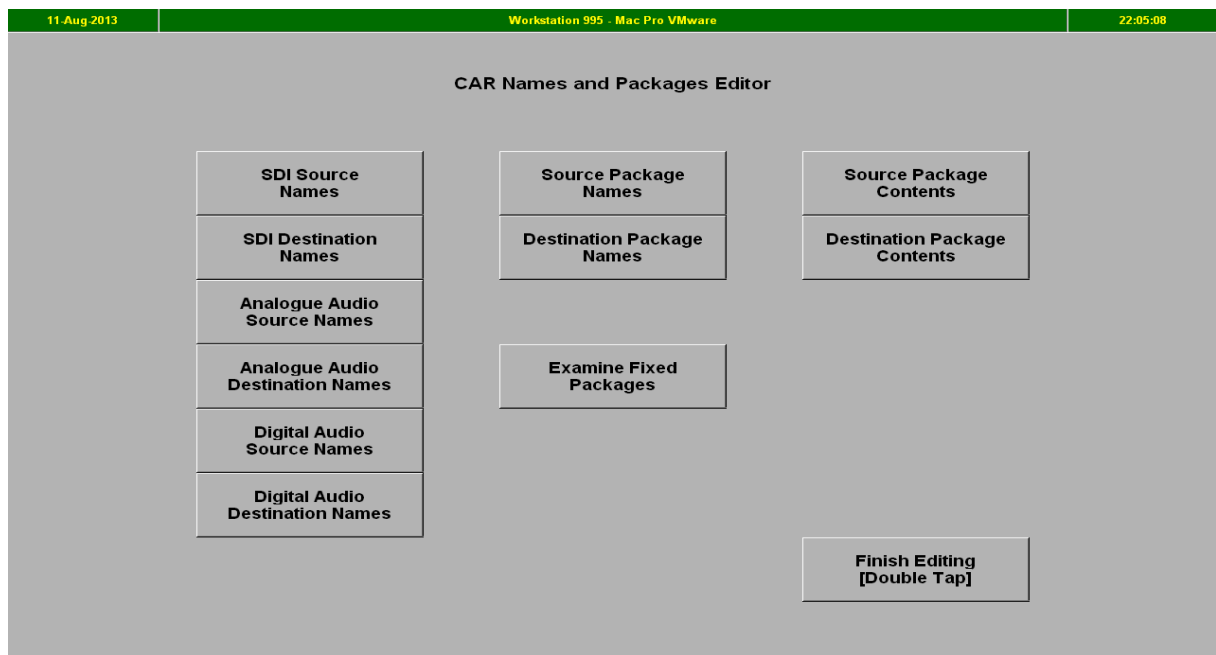 11-Aug-2013
Workstation 995 - Mac Pro VMware
22:05:08
CAR Names and Packages Editor
SDI Source
Names
SDI Destination
Names
Analogue Audio
Source Names
Analogue Audio
Destination Names
Digital Audio
Source Names
Digital Audio
Destination Names
Source Package
Names
Destination Package
Names
Examine Fixed
Packages
Source Package
Contents
Destination Package
Contents
Finish Editing
[Double Tap]